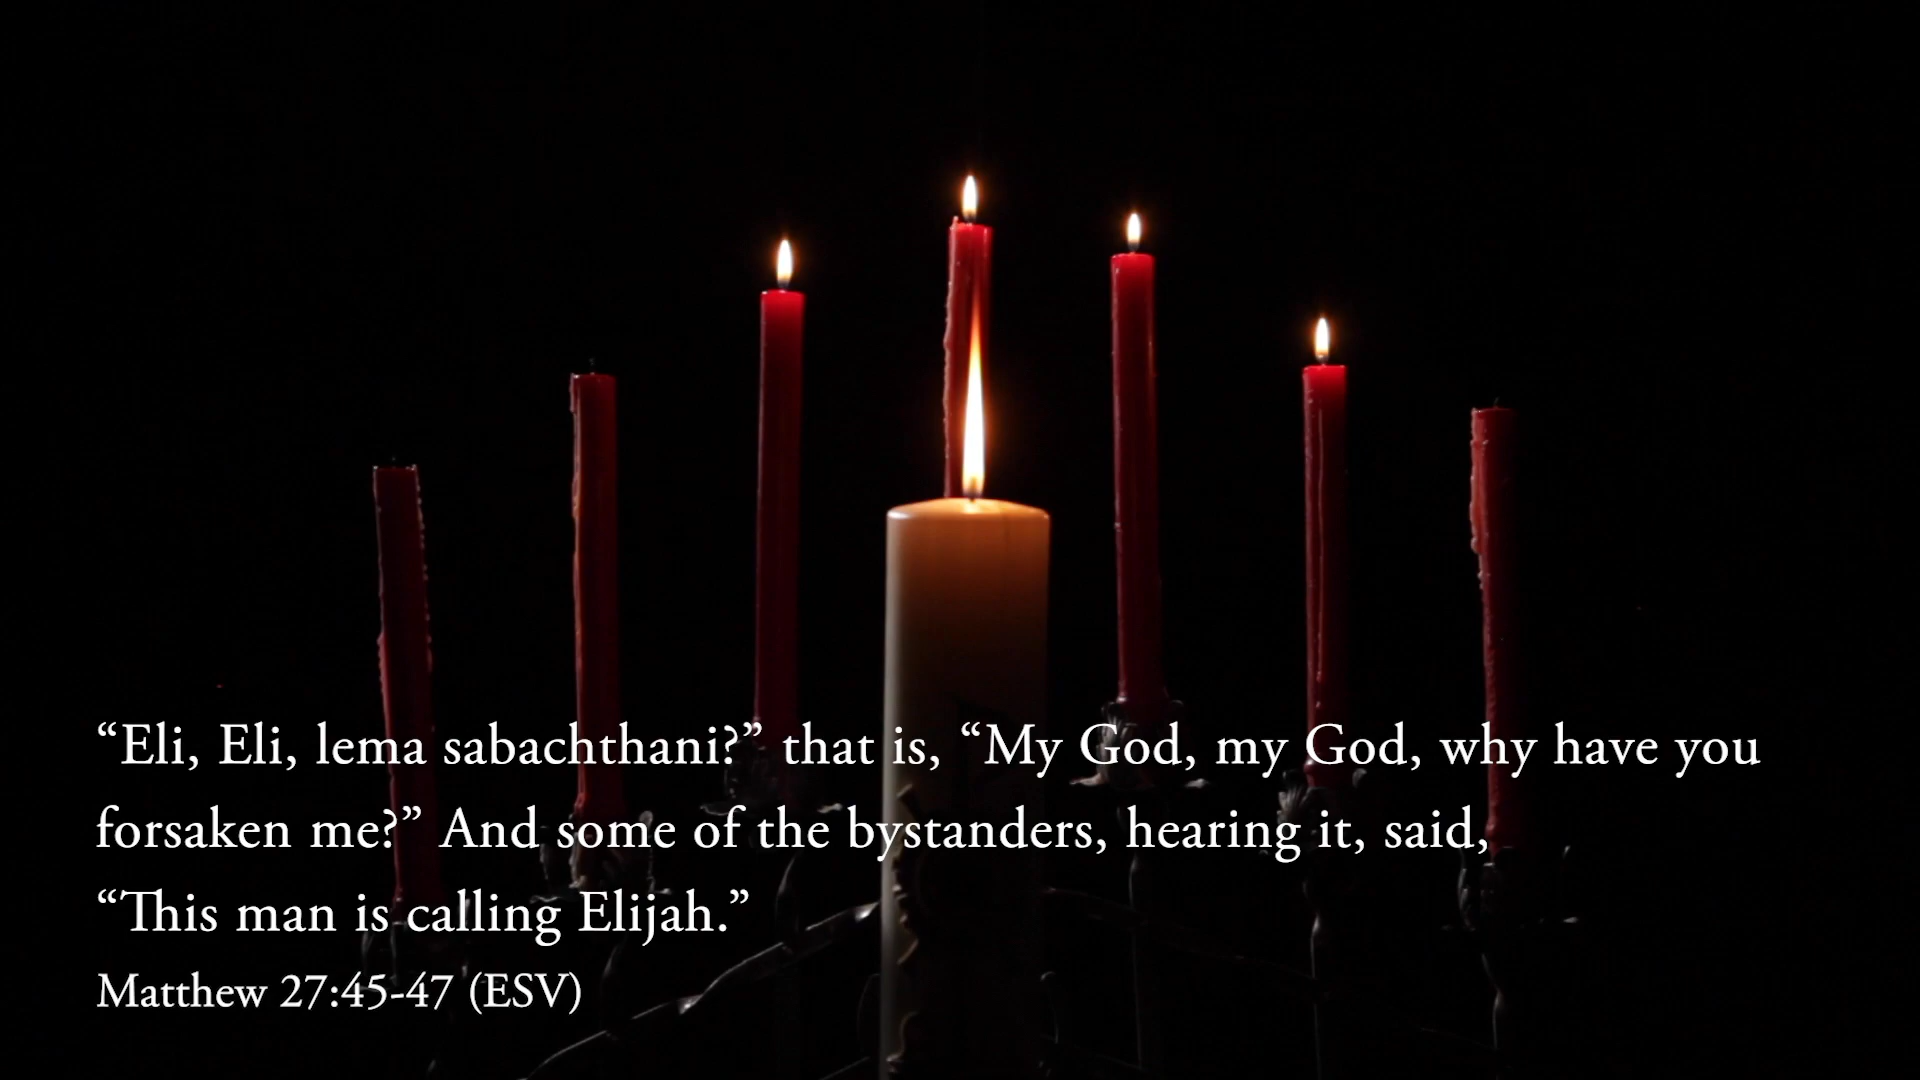 “Eli, Eli, lema sabachthani?” that is, “My God, my God, why have you
forsaken me?” And some of the bystanders, hearing it, said,
“This man is calling Elijah.”
Matthew 27:45-47 (ESV)